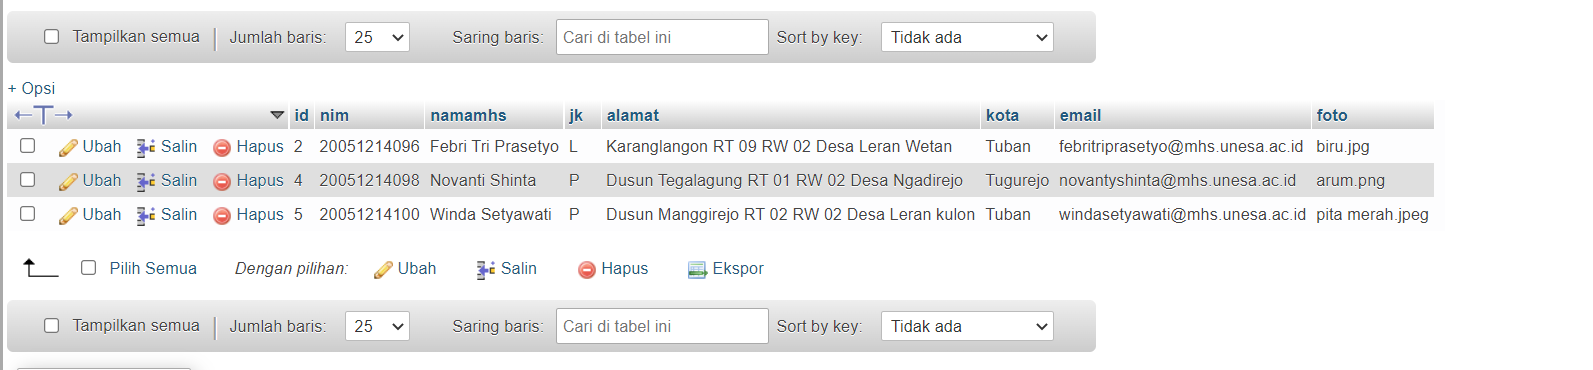 Tampilkan semua Jumlah baris: 25 Saring baris: Cari di tabel ini Sort by key: Tidak ada
+ Opsi
←T→ id nim namamhs jk alamat kota email foto
Ubah Salin Hapus 2 20051214096 Febri Tri Prasetyo L Karanglangon RT 09 RW 02 Desa Leran Wetan Tuban febritriprasetyo@mhs.unesa.ac.id biru.jpg
Ubah Salin Hapus 4 20051214098 Novanti Shinta P Dusun Tegalagung RT 01 RW 02 Desa Ngadirejo Tugurejo novantyshinta@mhs.unesa.ac.id arum.png
Ubah Salin Hapus 5 20051214100 Winda Setyawati P Dusun Manggirejo RT 02 RW 02 Desa Leran kulon Tuban windasetyawati@mhs.unesa.ac.id pita merah.jpeg
Pilih Semua Dengan pilihan: Ubah Salin Hapus Ekspor
Tampilkan semua Jumlah baris: 25 Saring baris: Cari di tabel ini Sort by key: Tidak ada